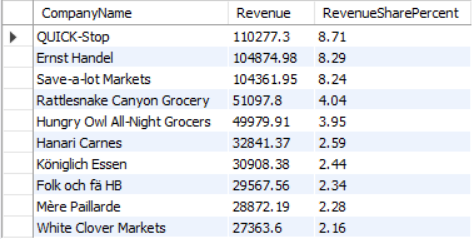 CompanyName Revenue RevenueSharePercent
QUICK-Stop 110277.3 8.71
Ernst Handel 104874.98 8.29
Save-a-lot Markets 104361.95 8.24
Rattlesnake Canyon Grocery 51097.8 4.04
Hungry Owl All-Night Grocers 49979.91 3.95
Hanari Carnes 32841.37 2.59
Königlich Essen 30908.38 2.44
Folk och fä HB 29567.56 2.34
Mère Paillarde 28872.19 2.28
White Clover Markets 27363.6 2.16